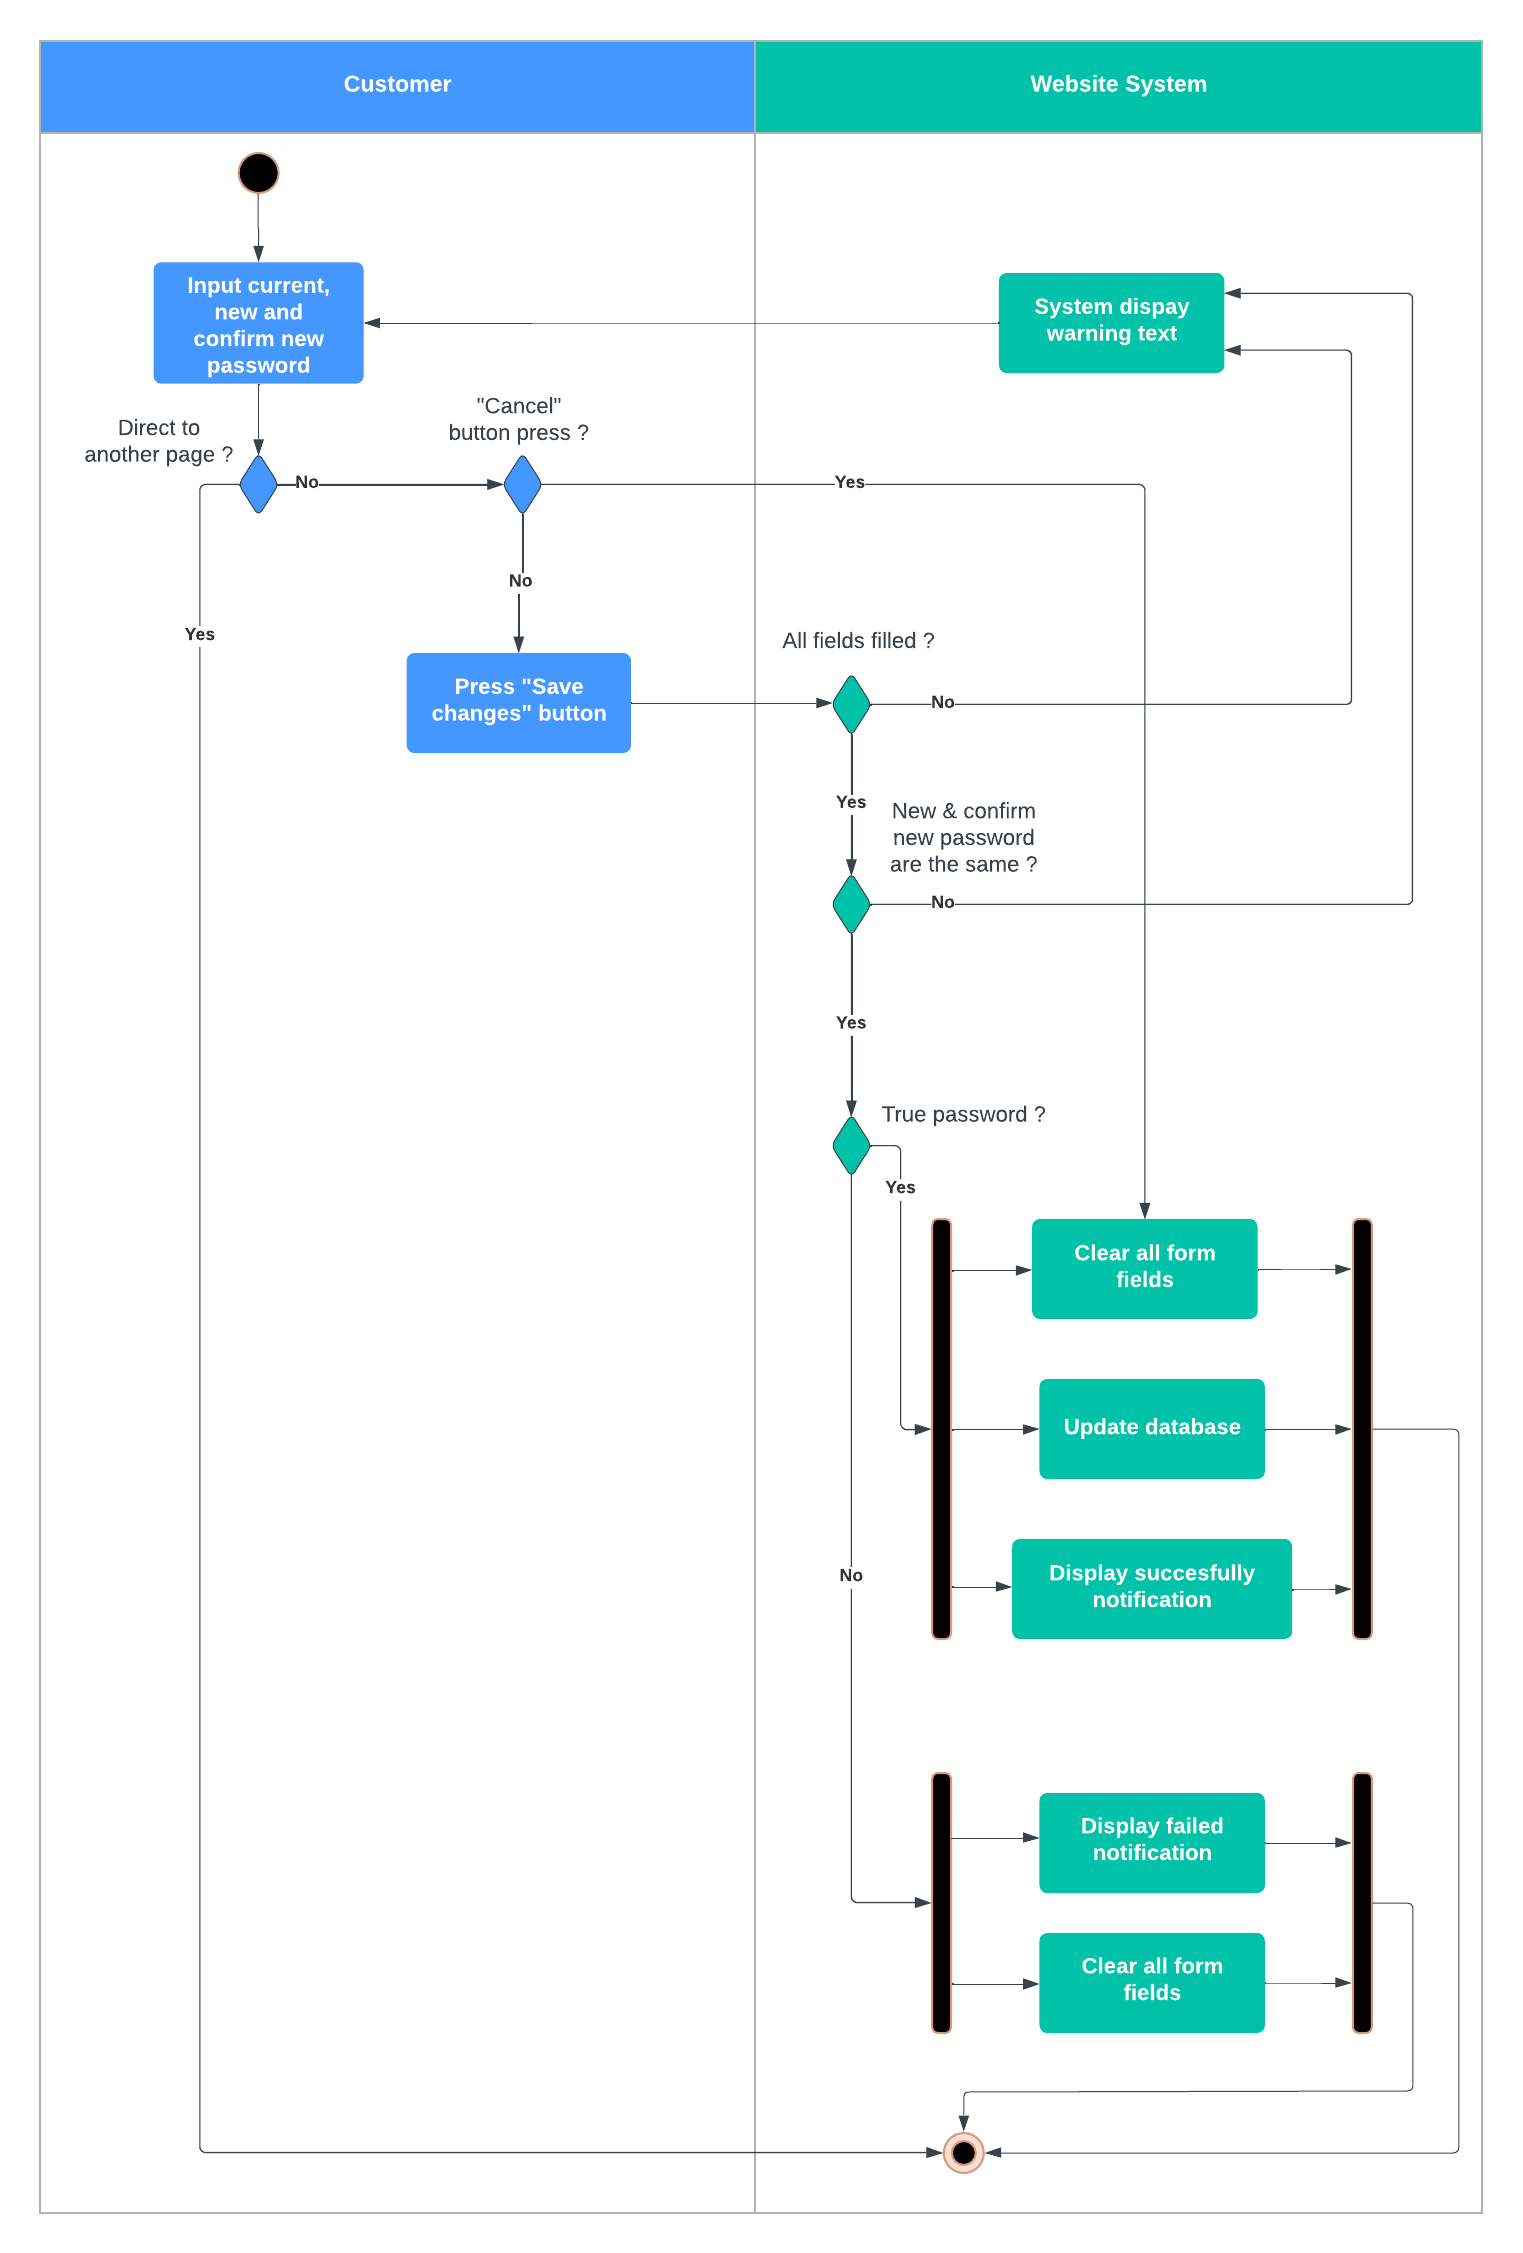 Customer
Website System
Input current,
new and
confirm new
password
System dispay
warning text
Direct to
another page ?
"Cancel"
button press ?
No
Yes
No
Yes
Press "Save
changes" button
All fields filled ?
No
Yes
New & confirm
new password
are the same ?
No
Yes
True password ?
Yes
Clear all form
fields
Update database
Display succesfully
notification
No
Display failed
notification
Clear all form
fields